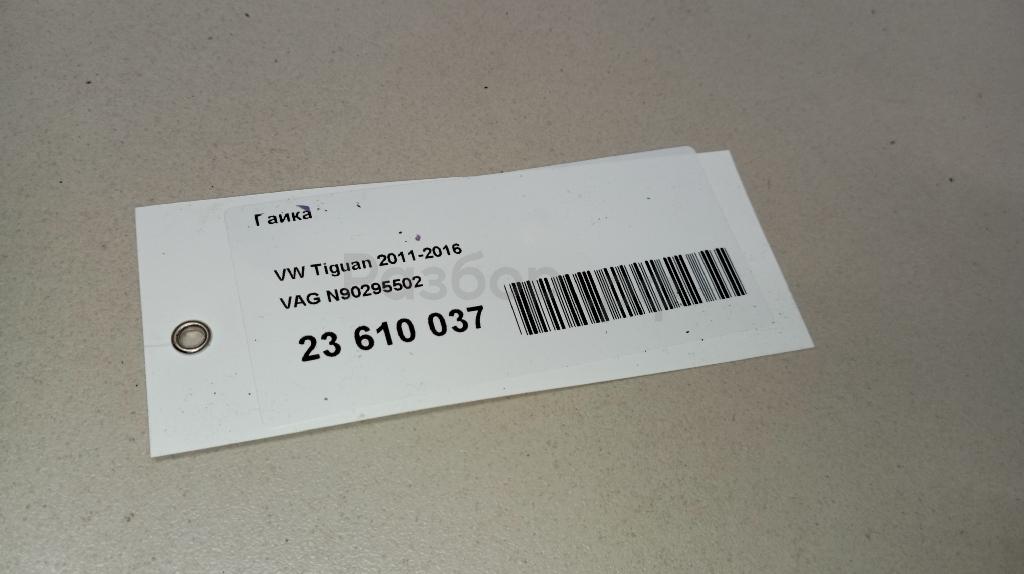 Гайка
VW Tiguan 2011-2016
VAG N90295502
23 610 037
Разбор